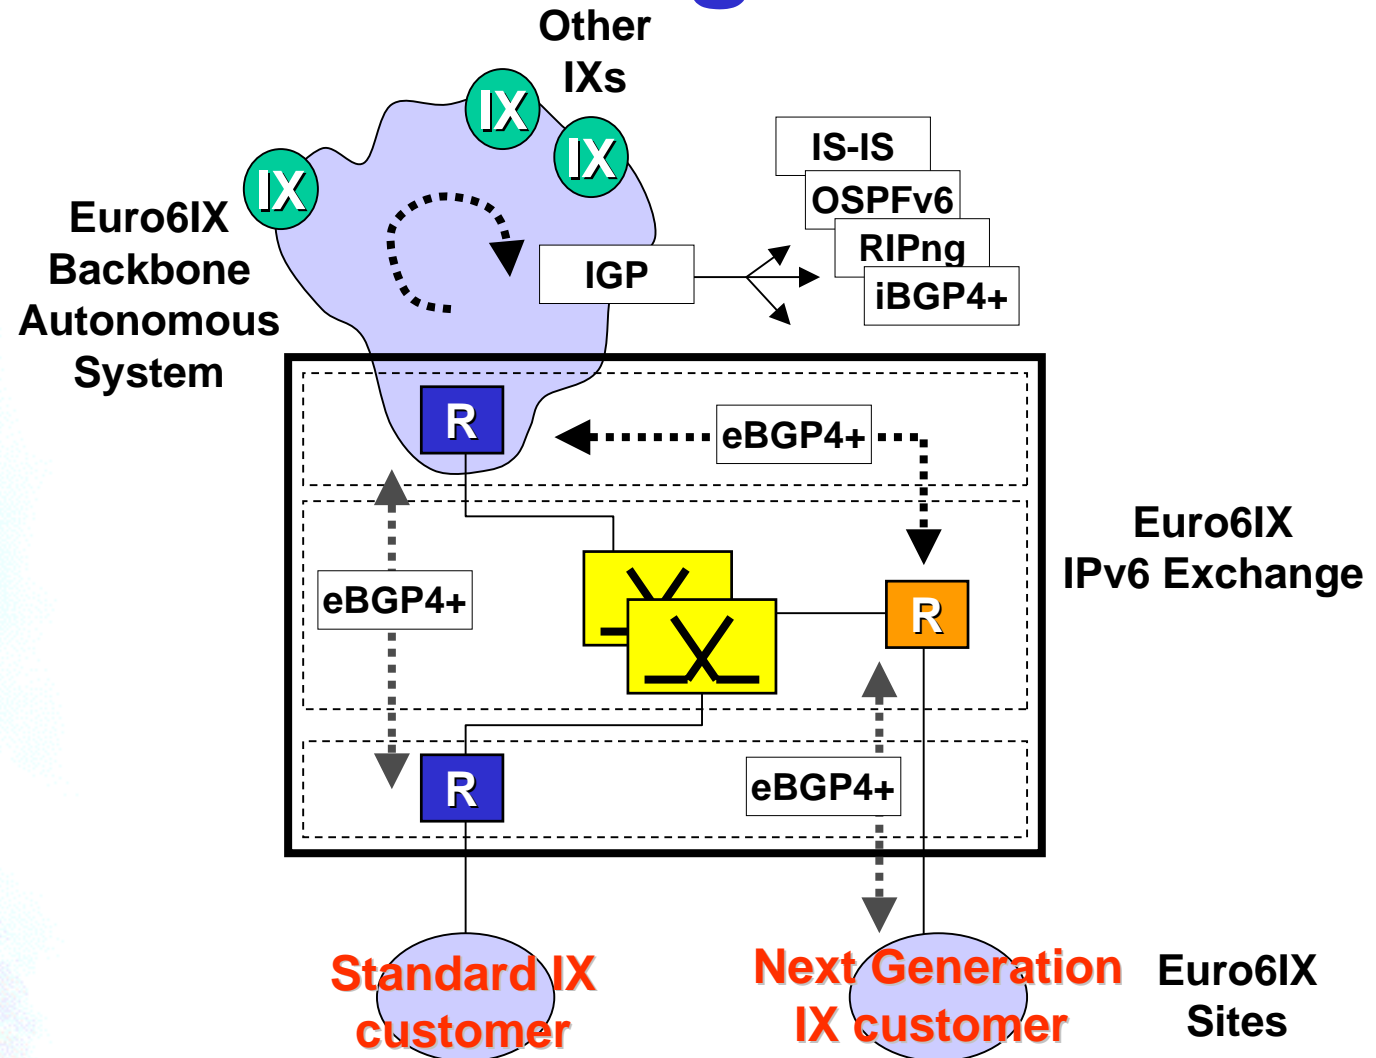 Other
IXs
IX
IX
IX
IS-IS
OSPFv6
RIPng
iBGP4+
Euro6IX
Backbone
Autonomous
System
IGP
R
eBGP4+
Euro6IX
IPv6 Exchange
eBGP4+
R
R
eBGP4+
Standard IX
customer
Next Generation
IX customer
Euro6IX
Sites